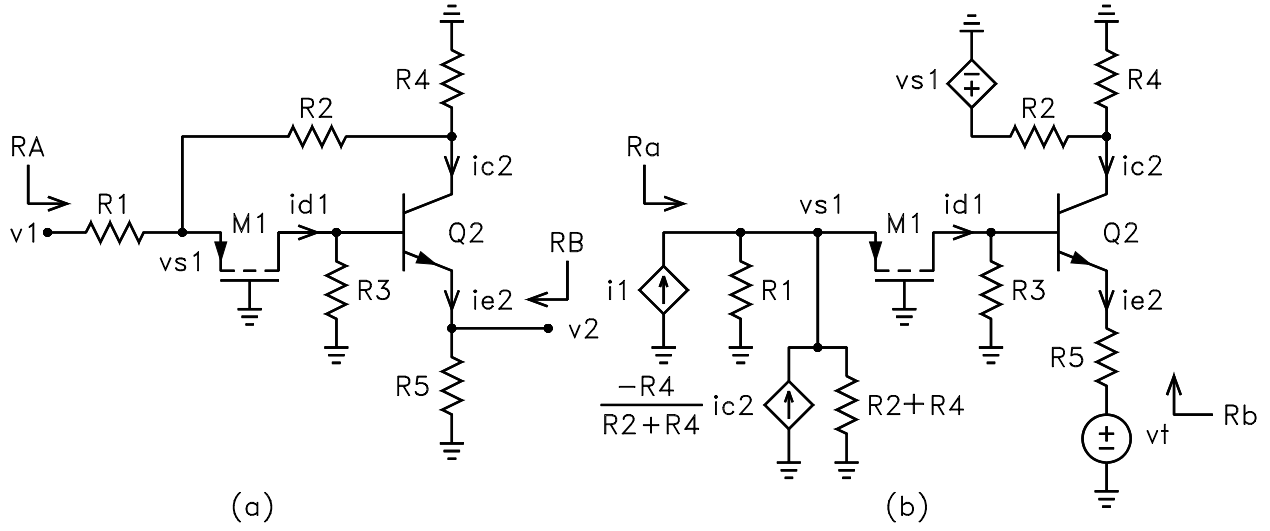 R4
R2
RA
ic2
R1
M1
id1
v1
vs1
Q2
RB
R3
ie2
v2
R5
(a)
vs1
R4
R2
Ra
ic2
vs1
M1
id1
Q2
i1
R1
R3
ie2
R5
−R4
R2+R4
ic2
R2+R4
vt
Rb
(b)